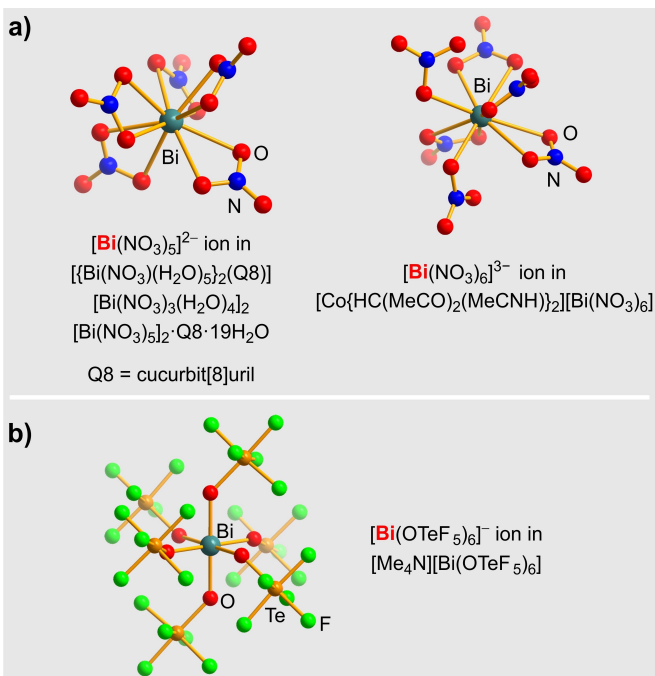 a)
Bi
O
N
Bi
O
N
[Bi(NO₃)₅]²⁻ ion in
[{Bi(NO₃)(H₂O)₅}₂(Q8)]
[Bi(NO₃)₃(H₂O)₄]₂
[Bi(NO₃)₅]₂·Q8·19H₂O
Q8 = cucurbit[8]uril
[Bi(NO₃)₆]³⁻ ion in
[Co{HC(MeCO)₂(MeCNH)}₂][Bi(NO₃)₆]
b)
Bi
O
Te
F
[Bi(OTeF₅)₆]⁻ ion in
[Me₄N][Bi(OTeF₅)₆]